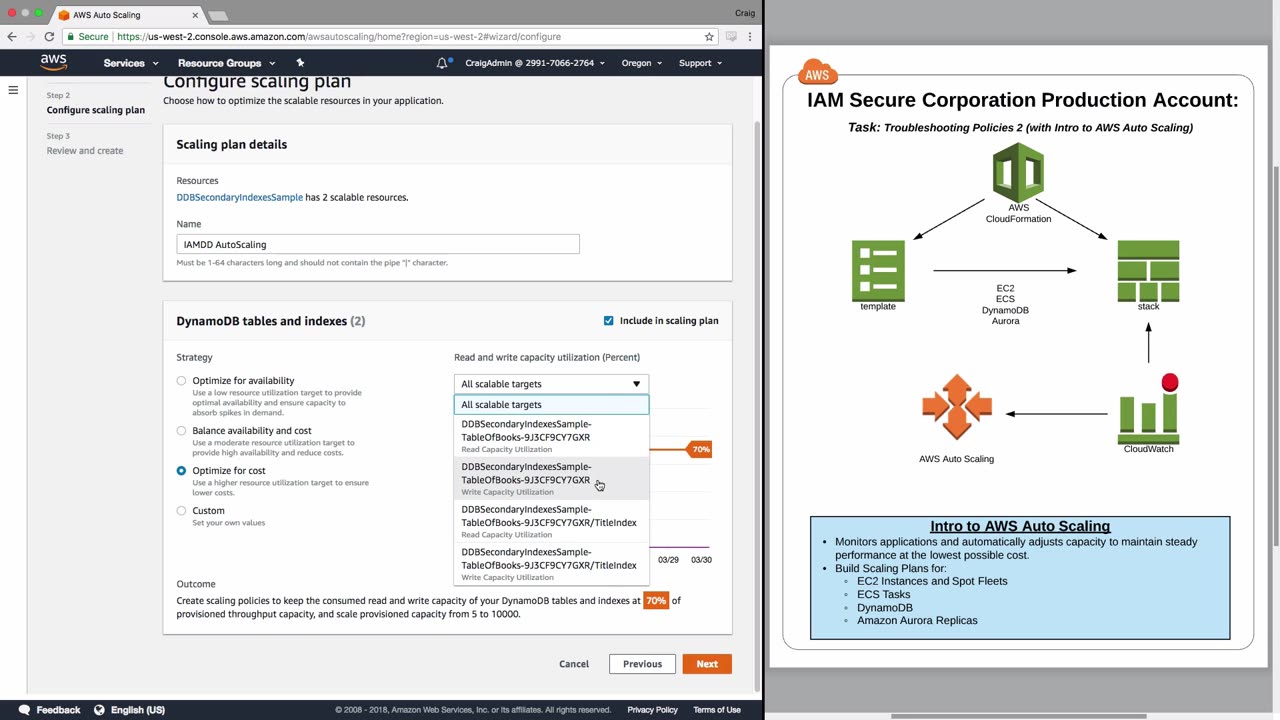 AWS Auto Scaling
Craig
Secure
https://us-west-2.console.aws.amazon.com/awsautoscaling/home?region=us-west-2#wizard/configure
aws
Services
Resource Groups
CraigAdmin @ 2991-7066-2764
Oregon
Support
Step 2
Configure scaling plan
Step 3
Review and create
Configure scaling plan
Choose how to optimize the scalable resources in your application.
Scaling plan details
Resources
DDBSecondaryIndexesSample has 2 scalable resources.
Name
IAMDD AutoScaling
Must be 1-64 characters long and should not contain the pipe "|" character.
DynamoDB tables and indexes (2)
Include in scaling plan
Strategy
Optimize for availability
Use a low resource utilization target to provide
optimal availability and ensure capacity to
absorb spikes in demand.
Balance availability and cost
Use a moderate resource utilization target to
provide high availability and reduce costs.
Optimize for cost
Use a higher resource utilization target to ensure
lower costs.
Custom
Set your own values
Read and write capacity utilization (Percent)
All scalable targets
All scalable targets
DDBSecondaryIndexesSample-
TableOfBooks-9J3CF9CY7GXR
Read Capacity Utilization
DDBSecondaryIndexesSample-
TableOfBooks-9J3CF9CY7GXR
Write Capacity Utilization
DDBSecondaryIndexesSample-
TableOfBooks-9J3CF9CY7GXR/TitleIndex
Read Capacity Utilization
DDBSecondaryIndexesSample-
TableOfBooks-9J3CF9CY7GXR/TitleIndex
Write Capacity Utilization
70%
03/29 03/30
Outcome
Create scaling policies to keep the consumed read and write capacity of your DynamoDB tables and indexes at 70% of
provisioned throughput capacity, and scale provisioned capacity from 5 to 10000.
Cancel
Previous
Next
Feedback
English (US)
© 2008 - 2018, Amazon Web Services, Inc. or its affiliates. All rights reserved.
Privacy Policy
Terms of Use
AWS
IAM Secure Corporation Production Account:
Task: Troubleshooting Policies 2 (with Intro to AWS Auto Scaling)
AWS
CloudFormation
template
EC2
ECS
DynamoDB
Aurora
stack
AWS Auto Scaling
CloudWatch
Intro to AWS Auto Scaling
• Monitors applications and automatically adjusts capacity to maintain steady
performance at the lowest possible cost.
• Build Scaling Plans for:
◦ EC2 Instances and Spot Fleets
◦ ECS Tasks
◦ DynamoDB
◦ Amazon Aurora Replicas